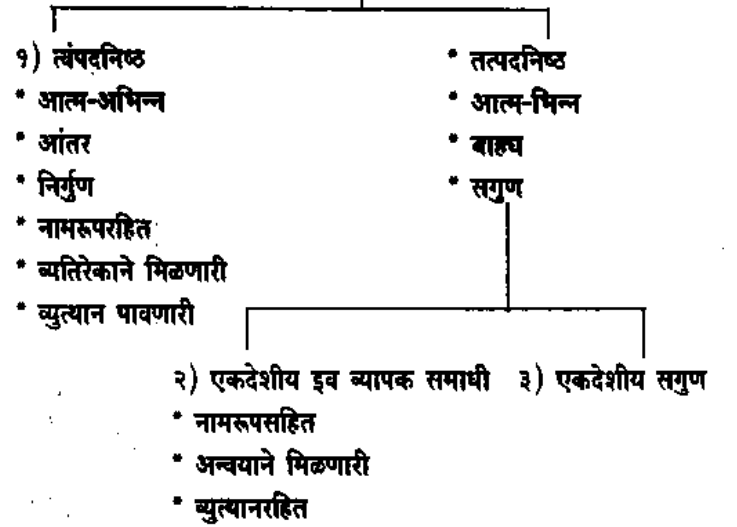 १) त्वंपदनिष्ठ
* आत्म-अभिन्न
* आंतर
* निर्गुण
* नामरूपरहित
* व्यतिरेकाने मिळणारी
* व्युत्थान पावणारी
* तत्पदनिष्ठ
* आत्म-भिन्न
* बाह्य
* सगुण
२) एकदेशीय इव व्यापक समाधी
* नामरूपसहित
* अन्वयाने मिळणारी
* व्युत्थानरहित
३) एकदेशीय सगुण